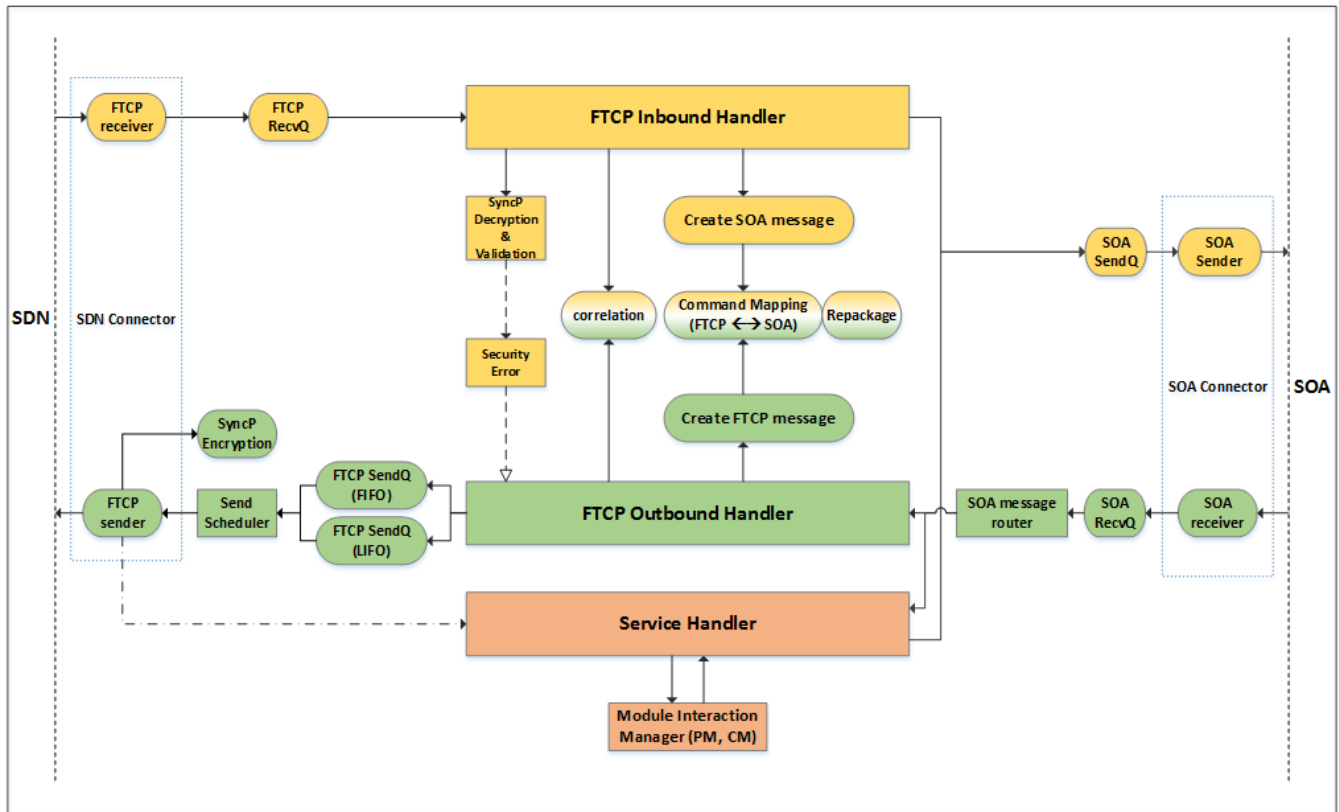 FTCP
receiver
FTCP
RecvQ
FTCP Inbound Handler
SyncP
Decryption
&
Validation
Create SOA message
SOA
SendQ
SOA
Sender
SDN
SDN Connector
correlation
Command Mapping
(FTCP ↔ SOA)
Repackage
Security
Error
SOA Connector
SOA
SyncP
Encryption
Create FTCP message
FTCP
sender
Send
Scheduler
FTCP SendQ
(FIFO)
FTCP SendQ
(LIFO)
FTCP Outbound Handler
SOA message
router
SOA
RecvQ
SOA
receiver
Service Handler
Module Interaction
Manager (PM, CM)